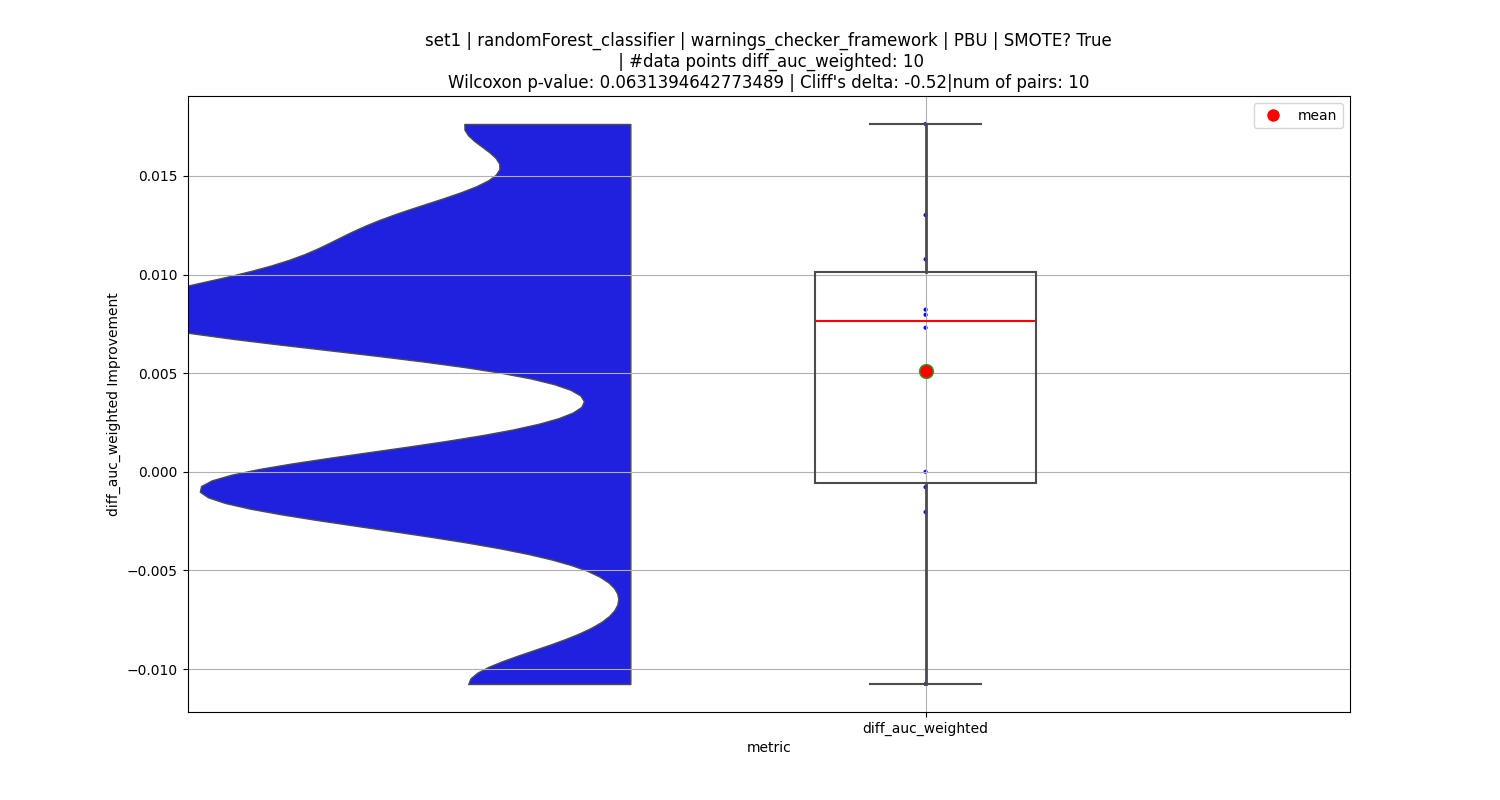 set1 | randomForest_classifier | warnings_checker_framework | PBU | SMOTE? True
| #data points diff_auc_weighted: 10
Wilcoxon p-value: 0.0631394642773489 | Cliff's delta: -0.52|num of pairs: 10
mean
0.015
0.010
0.005
0.000
−0.005
−0.010
diff_auc_weighted Improvement
diff_auc_weighted
metric